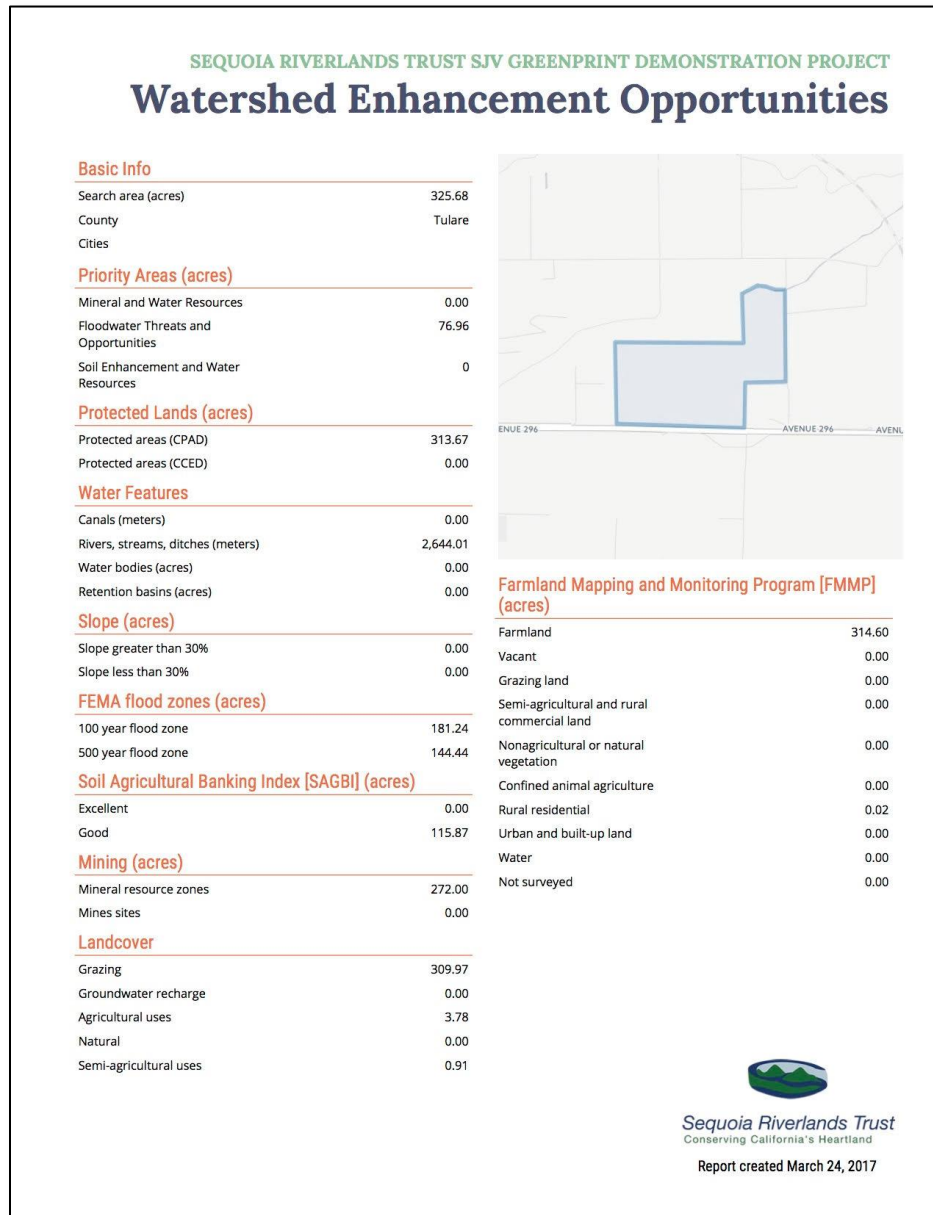 SEQUOIA RIVERLANDS TRUST SJV GREENPRINT DEMONSTRATION PROJECT
Watershed Enhancement Opportunities
Basic Info
Search area (acres) 325.68
County Tulare
Cities
Priority Areas (acres)
Mineral and Water Resources 0.00
Floodwater Threats and 76.96
Opportunities
Soil Enhancement and Water 0
Resources
Protected Lands (acres)
Protected areas (CPAD) 313.67
Protected areas (CCED) 0.00
Water Features
Canals (meters) 0.00
Rivers, streams, ditches (meters) 2,644.01
Water bodies (acres) 0.00
Retention basins (acres) 0.00
Slope (acres)
Slope greater than 30% 0.00
Slope less than 30% 0.00
FEMA flood zones (acres)
100 year flood zone 181.24
500 year flood zone 144.44
Soil Agricultural Banking Index [SAGBI] (acres)
Excellent 0.00
Good 115.87
Mining (acres)
Mineral resource zones 272.00
Mines sites 0.00
Landcover
Grazing 309.97
Groundwater recharge 0.00
Agricultural uses 3.78
Natural 0.00
Semi-agricultural uses 0.91
ENUE 296 AVENUE 296 AVENU
Farmland Mapping and Monitoring Program [FMMP]
(acres)
Farmland 314.60
Vacant 0.00
Grazing land 0.00
Semi-agricultural and rural 0.00
commercial land
Nonagricultural or natural 0.00
vegetation
Confined animal agriculture 0.00
Rural residential 0.02
Urban and built-up land 0.00
Water 0.00
Not surveyed 0.00
Sequoia Riverlands Trust
Conserving California's Heartland
Report created March 24, 2017